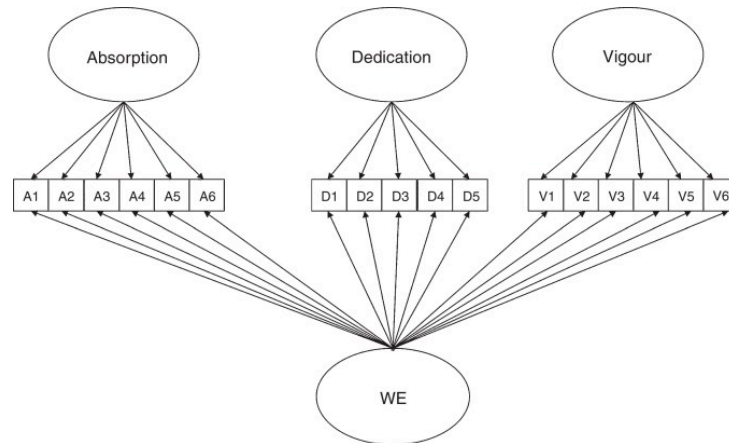 Absorption Dedication Vigour
A1 A2 A3 A4 A5 A6 D1 D2 D3 D4 D5 V1 V2 V3 V4 V5 V6
WE